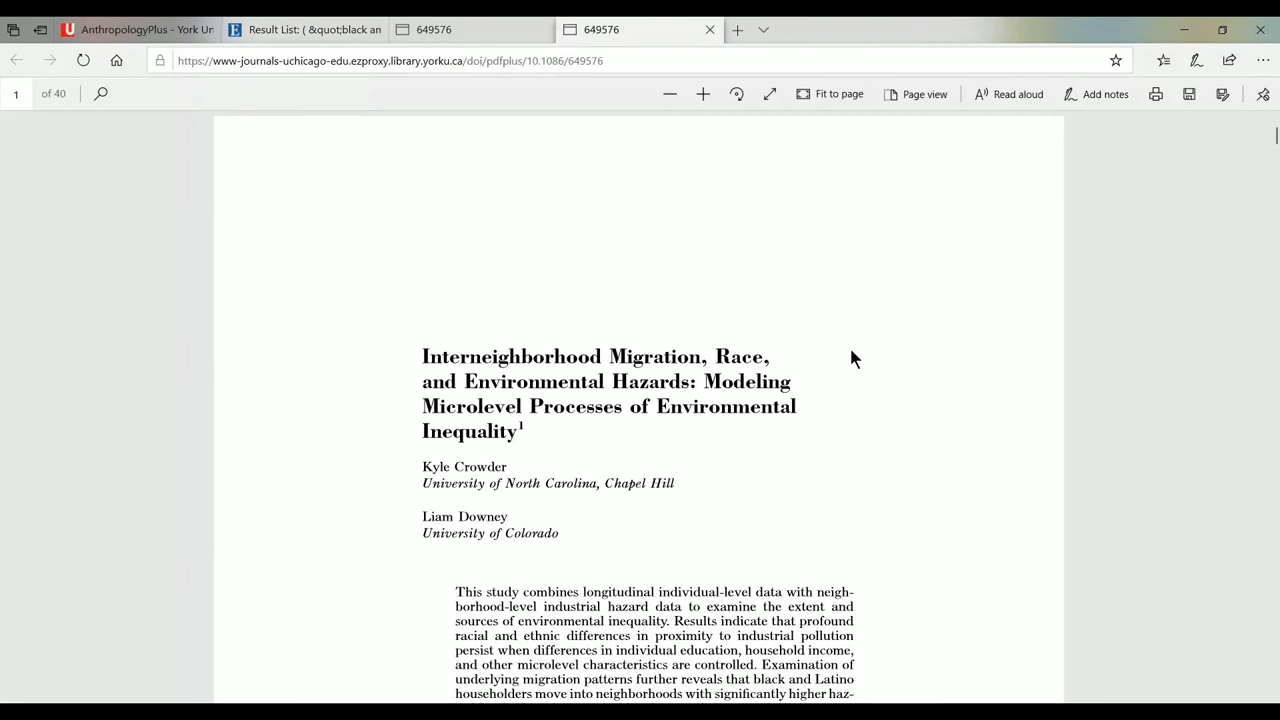 AnthropologyPlus - York Un
Result List: ( &quot;black an
649576
649576
https://www-journals-uchicago-edu.ezproxy.library.yorku.ca/doi/pdfplus/10.1086/649576
1 of 40
Fit to page
Page view
Read aloud
Add notes
Interneighborhood Migration, Race,
and Environmental Hazards: Modeling
Microlevel Processes of Environmental
Inequality¹
Kyle Crowder
University of North Carolina, Chapel Hill
Liam Downey
University of Colorado
This study combines longitudinal individual-level data with neigh-
borhood-level industrial hazard data to examine the extent and
sources of environmental inequality. Results indicate that profound
racial and ethnic differences in proximity to industrial pollution
persist when differences in individual education, household income,
and other microlevel characteristics are controlled. Examination of
underlying migration patterns further reveals that black and Latino
householders move into neighborhoods with significantly higher haz-